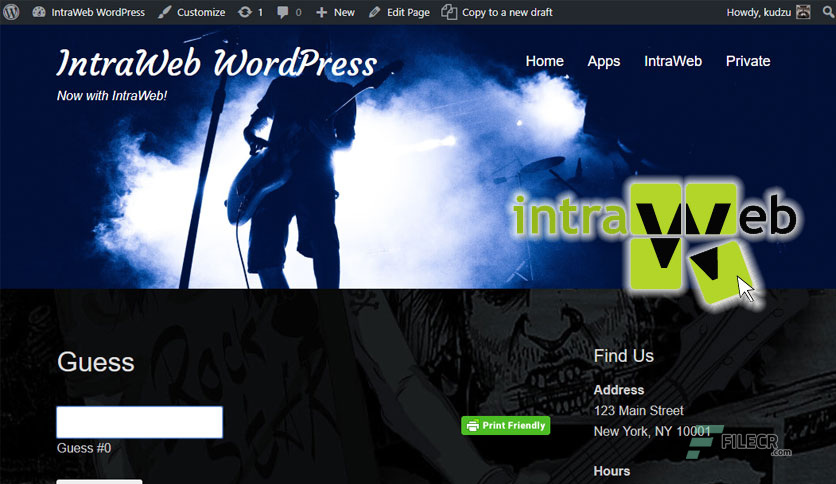 IntraWeb WordPress Customize 1 0 New Edit Page Copy to a new draft Howdy, kudzu
IntraWeb WordPress
Now with IntraWeb!
Home Apps IntraWeb Private
intraWeb
Guess
Guess #0
Print Friendly
Find Us
Address
123 Main Street
New York, NY 10001
FILECR
.com
Hours